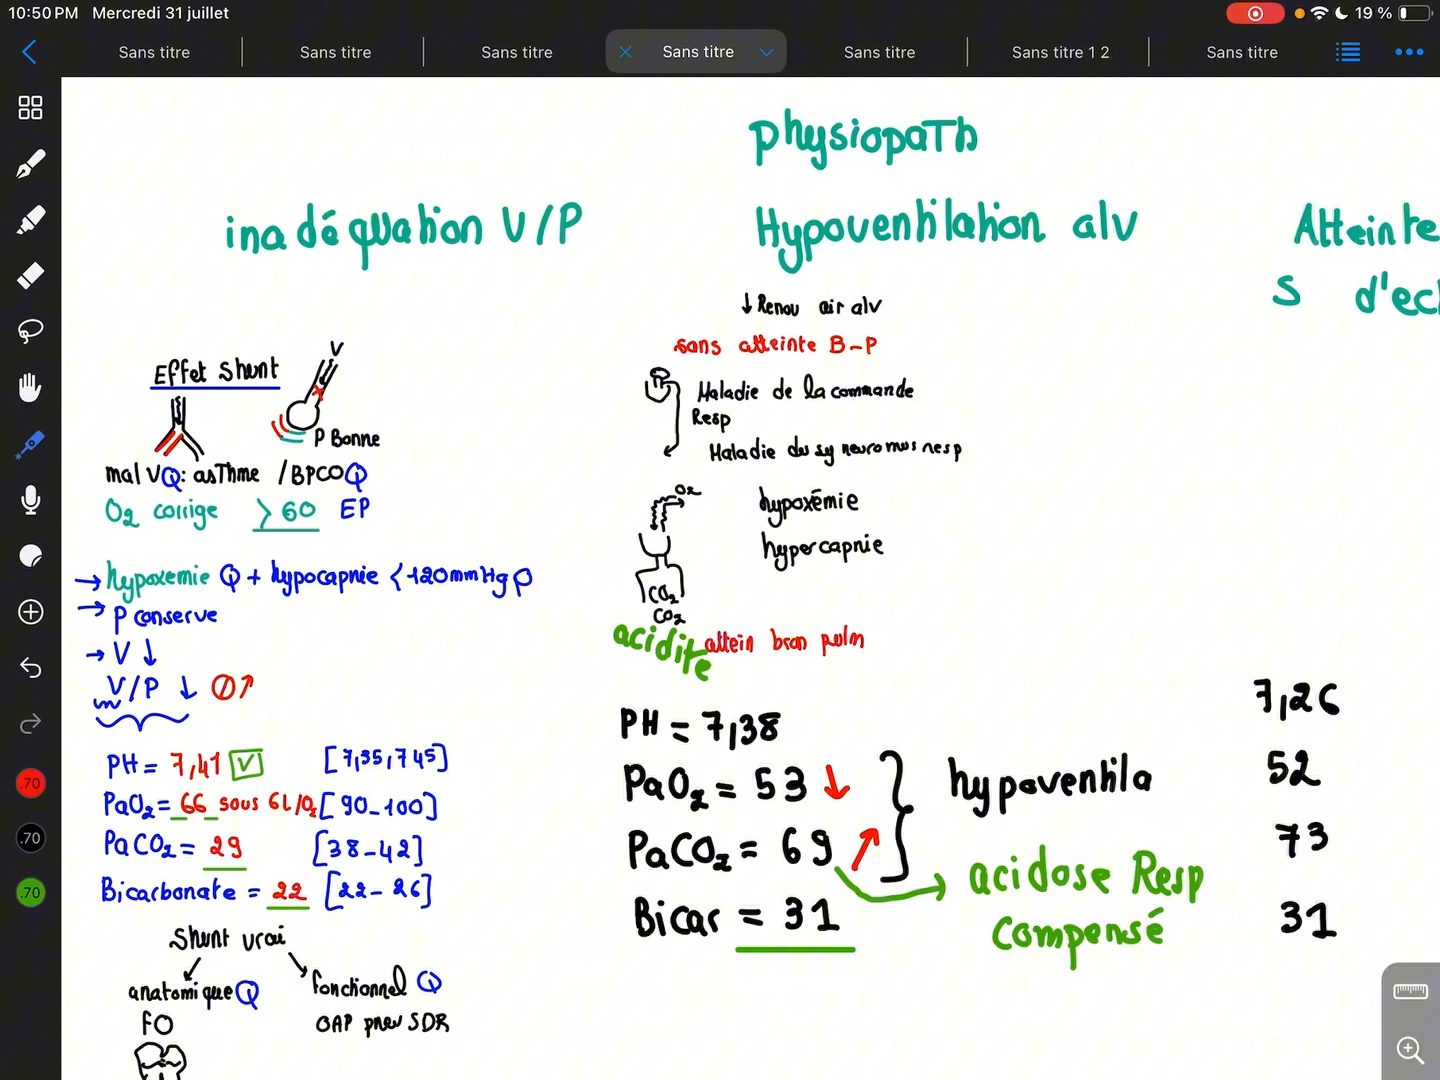 10:50 PM Mercredi 31 juillet
19 %
Sans titre
Sans titre
Sans titre
Sans titre
Sans titre
Sans titre 1 2
Sans titre
physiopath
inadéquation V/P
Hypoventilation alv
Atteinte
S d'ech
Effet shunt
V
P Bonne
mal VQ: asthme /BPCO Q
O2 corrige > 60 EP
→ hypoxemie Q + hypocapnie < 120mmHg
→ P conserve
→ V ↓
V/P ↓
PH = 7,41 [7,35, 745]
PaO2 = 66 sous 6L/O2 [90-100]
PaCO2 = 29 [38-42]
Bicarbonate = 22 [22-26]
Shunt vrai
anatomique Q
fonctionnel Q
FO
OAP pneu SDR
↓ Renou air alv
sans atteinte B-P
Maladie de la commande
Resp
Maladie du sy neuromus resp
O2
hypoxémie
hypercapnie
CO2
CO2
acidite
attein bron pulm
PH = 7,38
PaO2 = 53 ↓
PaCO2 = 69 ↗
Bicar = 31
hypoventila
acidose Resp
Compensé
7,26
52
73
31
.70
.70
.70